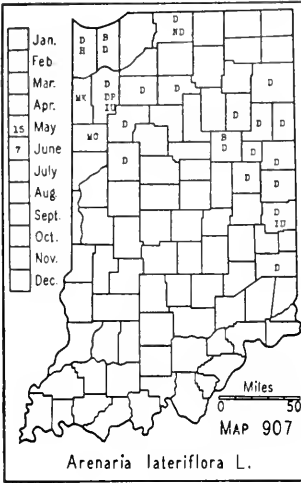 Jan.
Feb.
Mar.
Apr.
15 May
7 June
July
Aug.
Sept.
Oct.
Nov.
Dec.
D B D
H D ND
MK D D D D
DP
IU
MC D D D D
B
D D
D D D
D
IU
D
Miles
0 50
MAP 907
Arenaria lateriflora L.